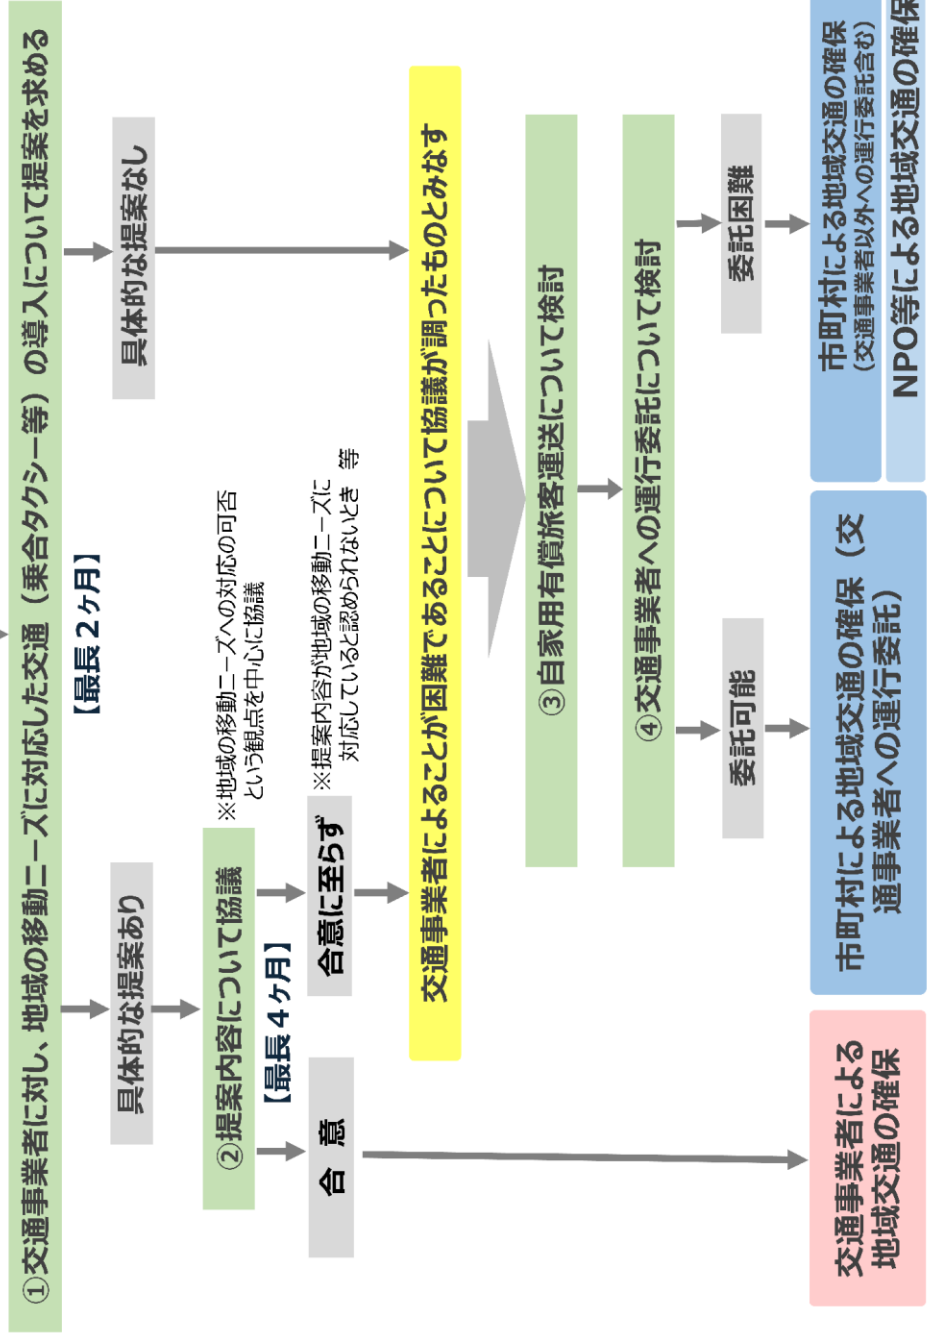 ①交通事業者に対し、地域の移動ニーズに対応した交通（乗合タクシー等）の導入について提案を求める
【最長２ヶ月】
具体的な提案あり
具体的な提案なし
②提案内容について協議
※地域の移動ニーズへの対応の可否
という観点を中心に協議
【最長４ヶ月】
合　意
合意に至らず
※提案内容が地域の移動ニーズに
対応していると認められないとき　等
交通事業者によることが困難であることについて協議が調ったものとみなす
③自家用有償旅客運送について検討
④交通事業者への運行委託について検討
委託可能
委託困難
交通事業者による
地域交通の確保
市町村による地域交通の確保（交
通事業者への運行委託）
市町村による地域交通の確保
（交通事業者以外への運行委託含む）
NPO等による地域交通の確保